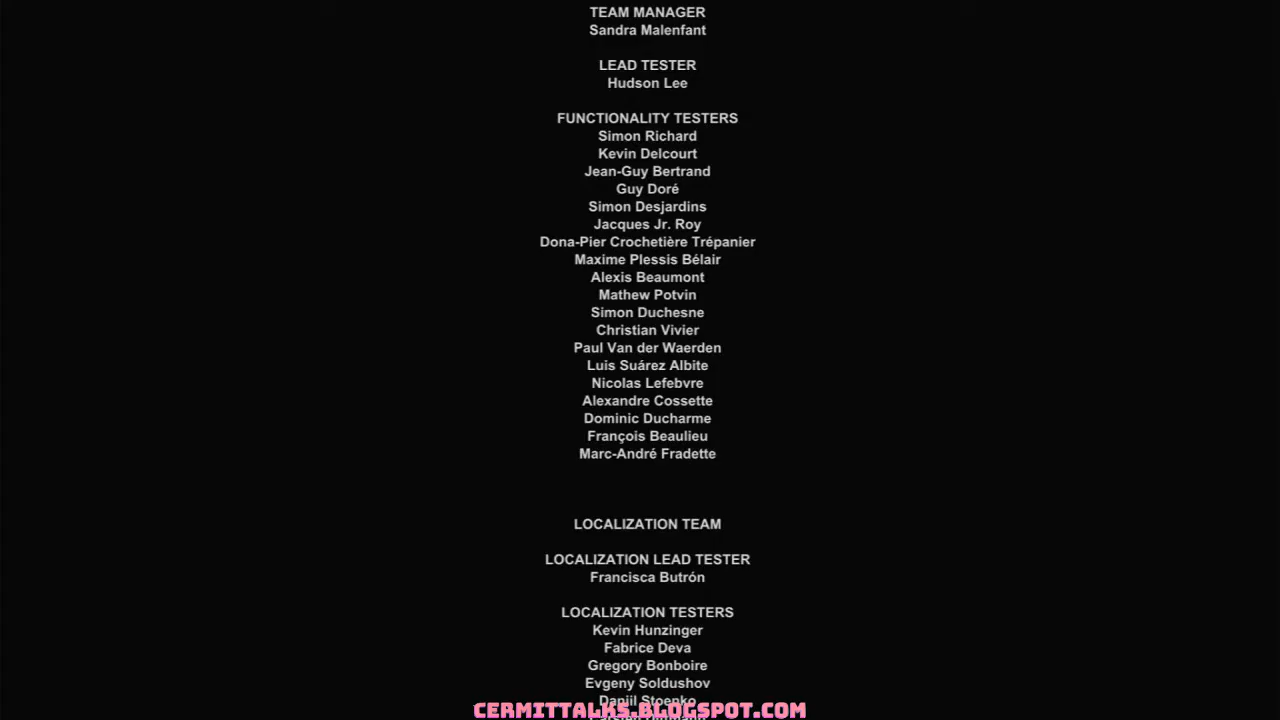 TEAM MANAGER
Sandra Malenfant
LEAD TESTER
Hudson Lee
FUNCTIONALITY TESTERS
Simon Richard
Kevin Delcourt
Jean-Guy Bertrand
Guy Doré
Simon Desjardins
Jacques Jr. Roy
Dona-Pier Crochetière Trépanier
Maxime Plessis Bélair
Alexis Beaumont
Mathew Potvin
Simon Duchesne
Christian Vivier
Paul Van der Waerden
Luis Suárez Albite
Nicolas Lefebvre
Alexandre Cossette
Dominic Ducharme
François Beaulieu
Marc-André Fradette
LOCALIZATION TEAM
LOCALIZATION LEAD TESTER
Francisca Butrón
LOCALIZATION TESTERS
Kevin Hunzinger
Fabrice Deva
Gregory Bonboire
Evgeny Soldushov
Daniil Stoenko
CERMITTALKS.BLOGSPOT.COM